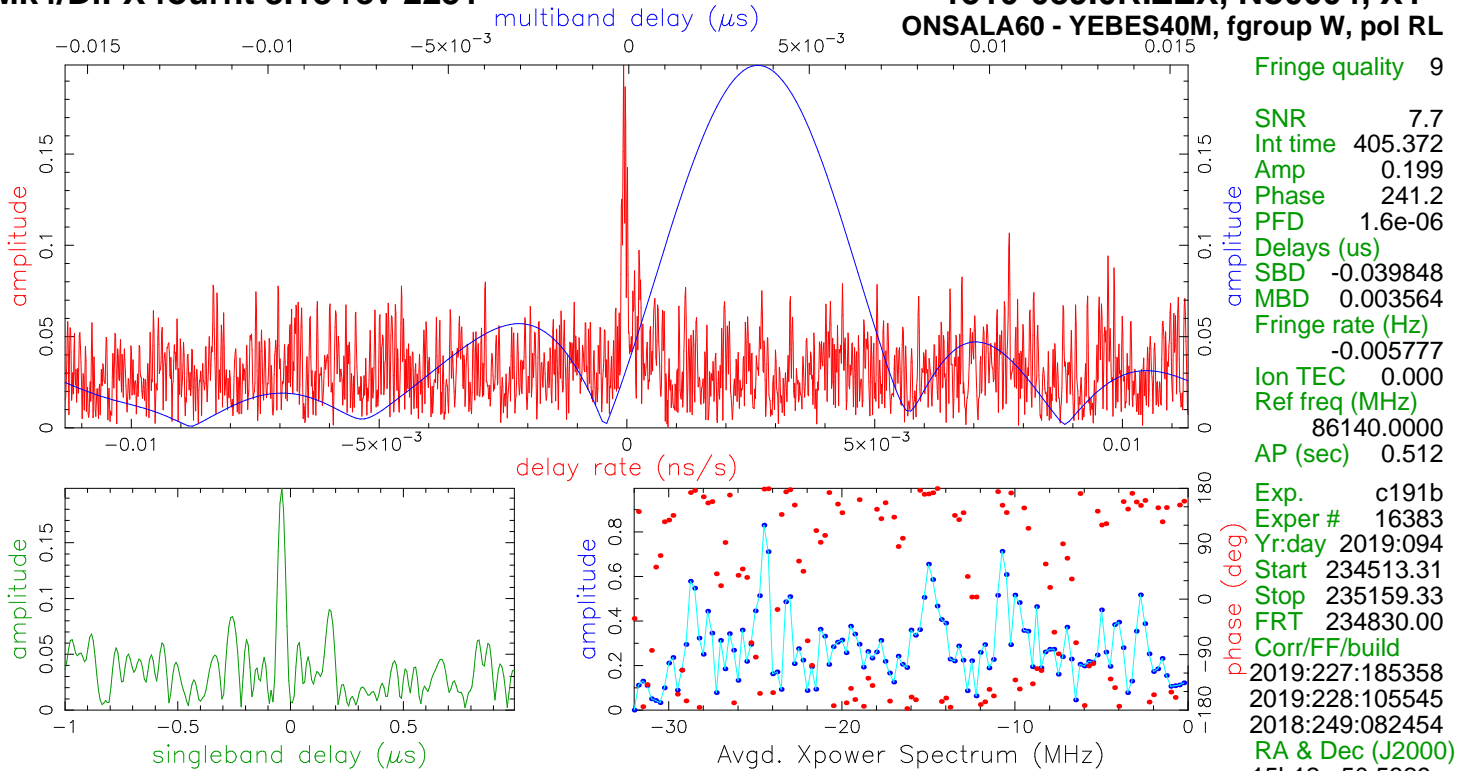 multiband delay (μs)
ONSALA60 - YEBES40M, fgroup W, pol RL
−0.015 −0.01 −5×10⁻³ 0 5×10⁻³ 0.01 0.015
amplitude
0 0.05 0.1 0.15
amplitude
0 0.05 0.1 0.15
−0.01 −5×10⁻³ 0 5×10⁻³ 0.01
delay rate (ns/s)
Fringe quality 9
SNR 7.7
Int time 405.372
Amp 0.199
Phase 241.2
PFD 1.6e-06
Delays (us)
SBD -0.039848
MBD 0.003564
Fringe rate (Hz)
-0.005777
Ion TEC 0.000
Ref freq (MHz)
86140.0000
AP (sec) 0.512
Exp. c191b
Exper # 16383
Yr:day 2019:094
Start 234513.31
Stop 235159.33
FRT 234830.00
Corr/FF/build
2019:227:185358
2019:228:105545
2018:249:082454
RA & Dec (J2000)
amplitude
0 0.05 0.1 0.15
−1 −0.5 0 0.5
singleband delay (μs)
amplitude
0 0.2 0.4 0.6 0.8
−30 −20 −10 0
Avgd. Xpower Spectrum (MHz)
phase (deg)
−180 −90 0 90 180